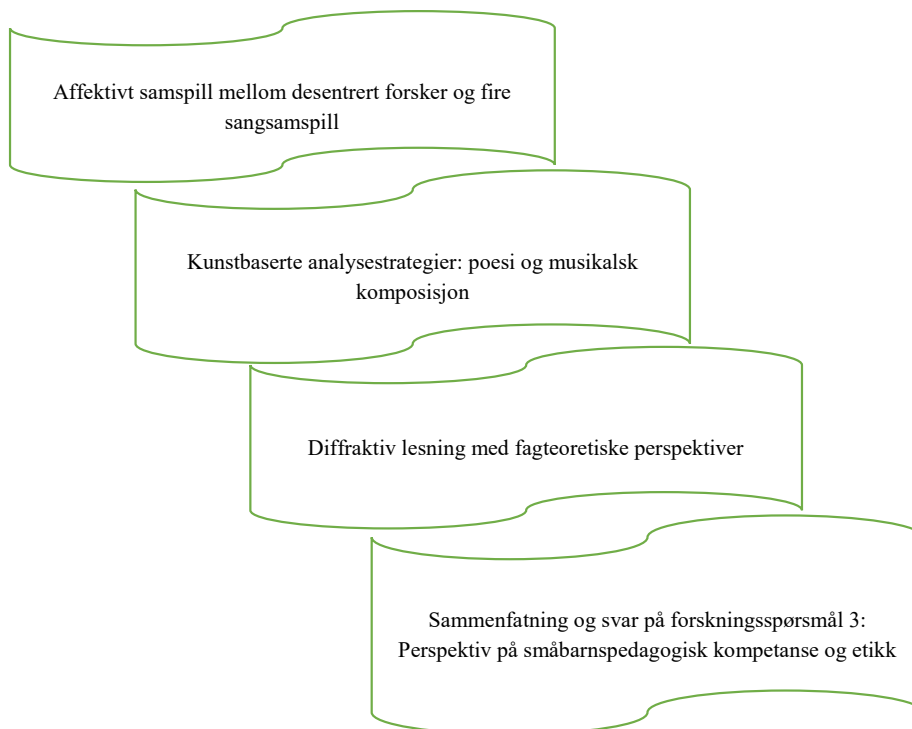 Affektivt samspill mellom desentrert forsker og fire
sangsamspill
Kunstbaserte analysestrategier: poesi og musikalsk
komposisjon
Diffraktiv lesning med fagteoretiske perspektiver
Sammenfatning og svar på forskningsspørsmål 3:
Perspektiv på småbarnspedagogisk kompetanse og etikk